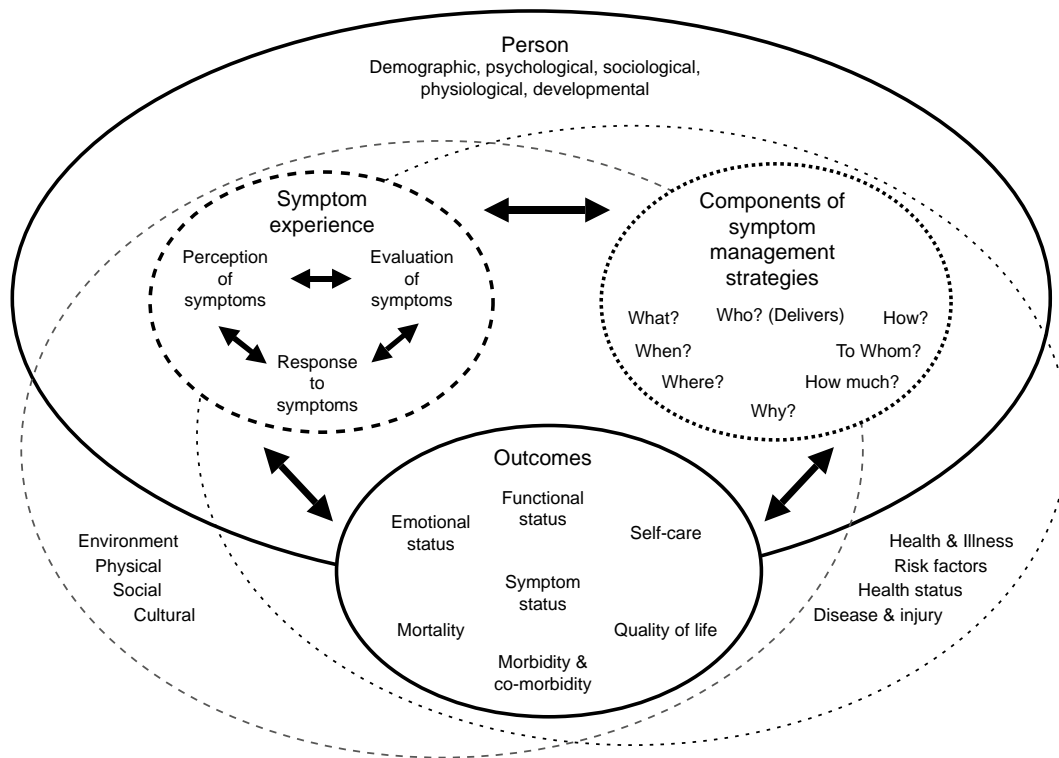 Person
Demographic, psychological, sociological,
physiological, developmental
Symptom
experience
Perception
of
symptoms
Evaluation
of
symptoms
Response
to
symptoms
Components of
symptom
management
strategies
What?
Who? (Delivers)
How?
When?
To Whom?
Where?
How much?
Why?
Outcomes
Functional
status
Emotional
status
Self-care
Symptom
status
Mortality
Quality of life
Morbidity &
co-morbidity
Environment
Physical
Social
Cultural
Health & Illness
Risk factors
Health status
Disease & injury